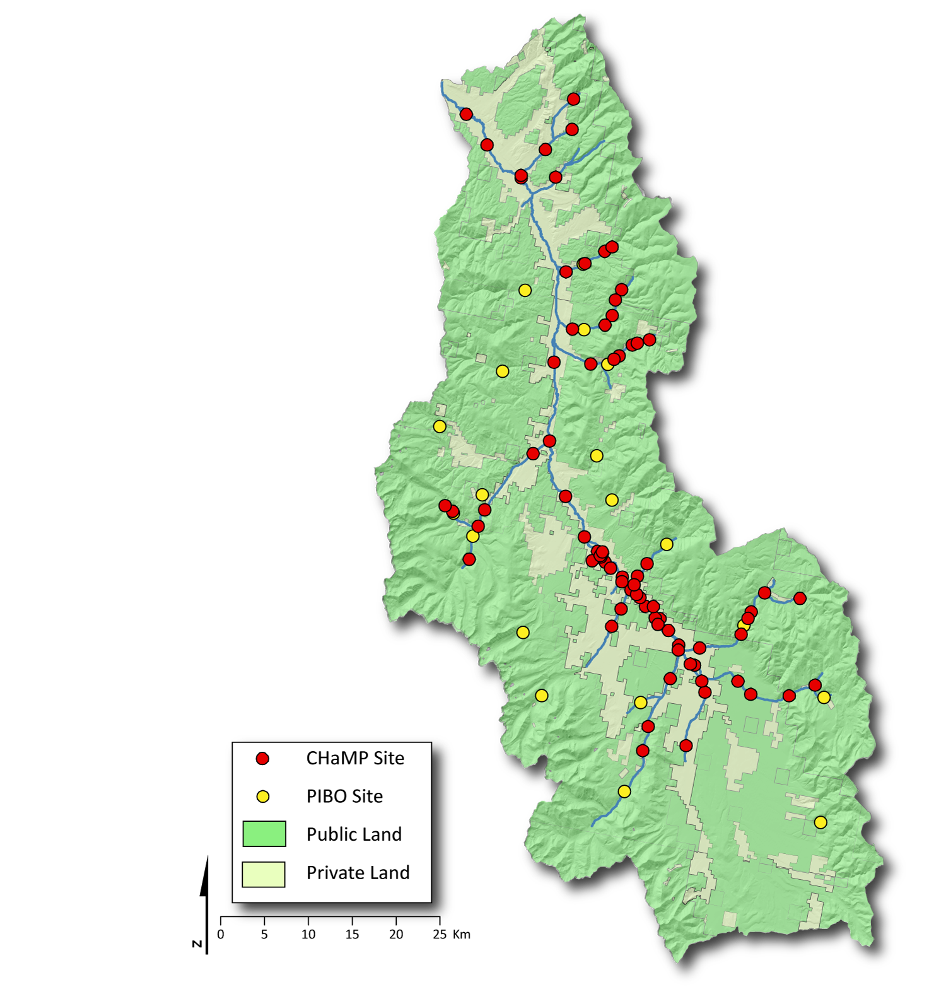 CHaMP Site
PIBO Site
Public Land
Private Land
0 5 10 15 20 25 Km
N